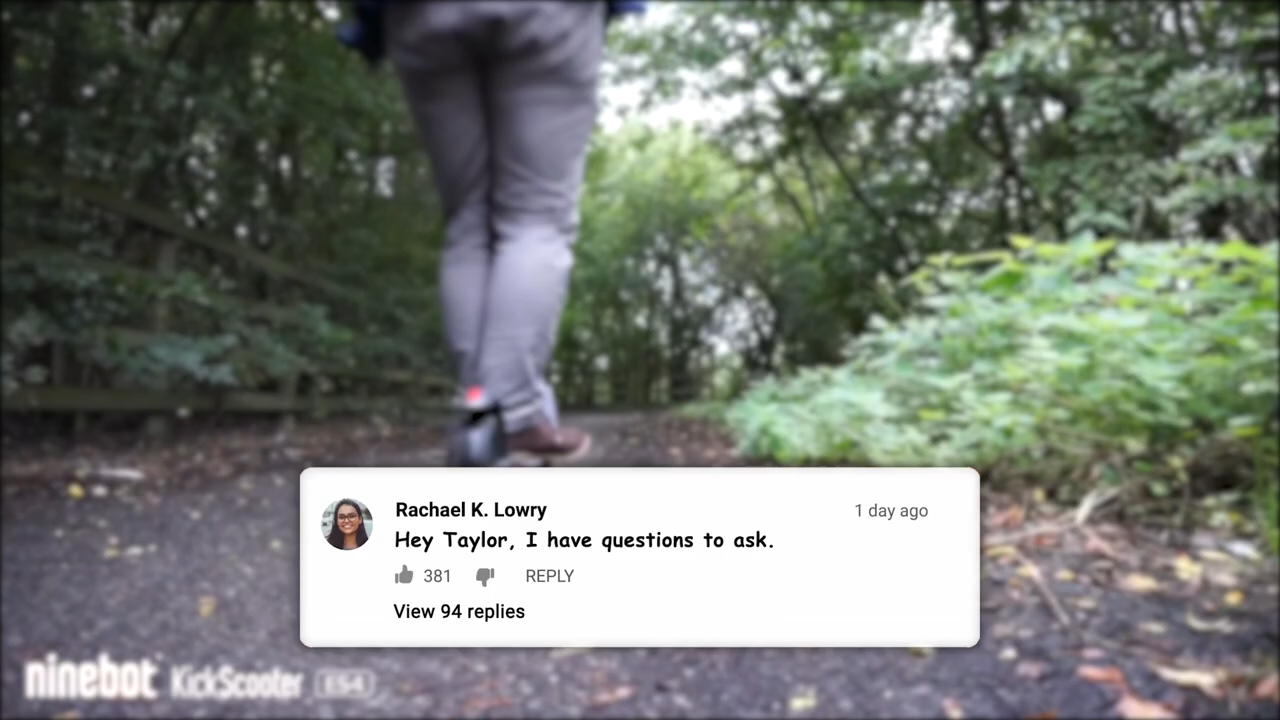 Rachael K. Lowry
1 day ago
Hey Taylor, I have questions to ask.
381
REPLY
View 94 replies
ninebot KickScooter ES4